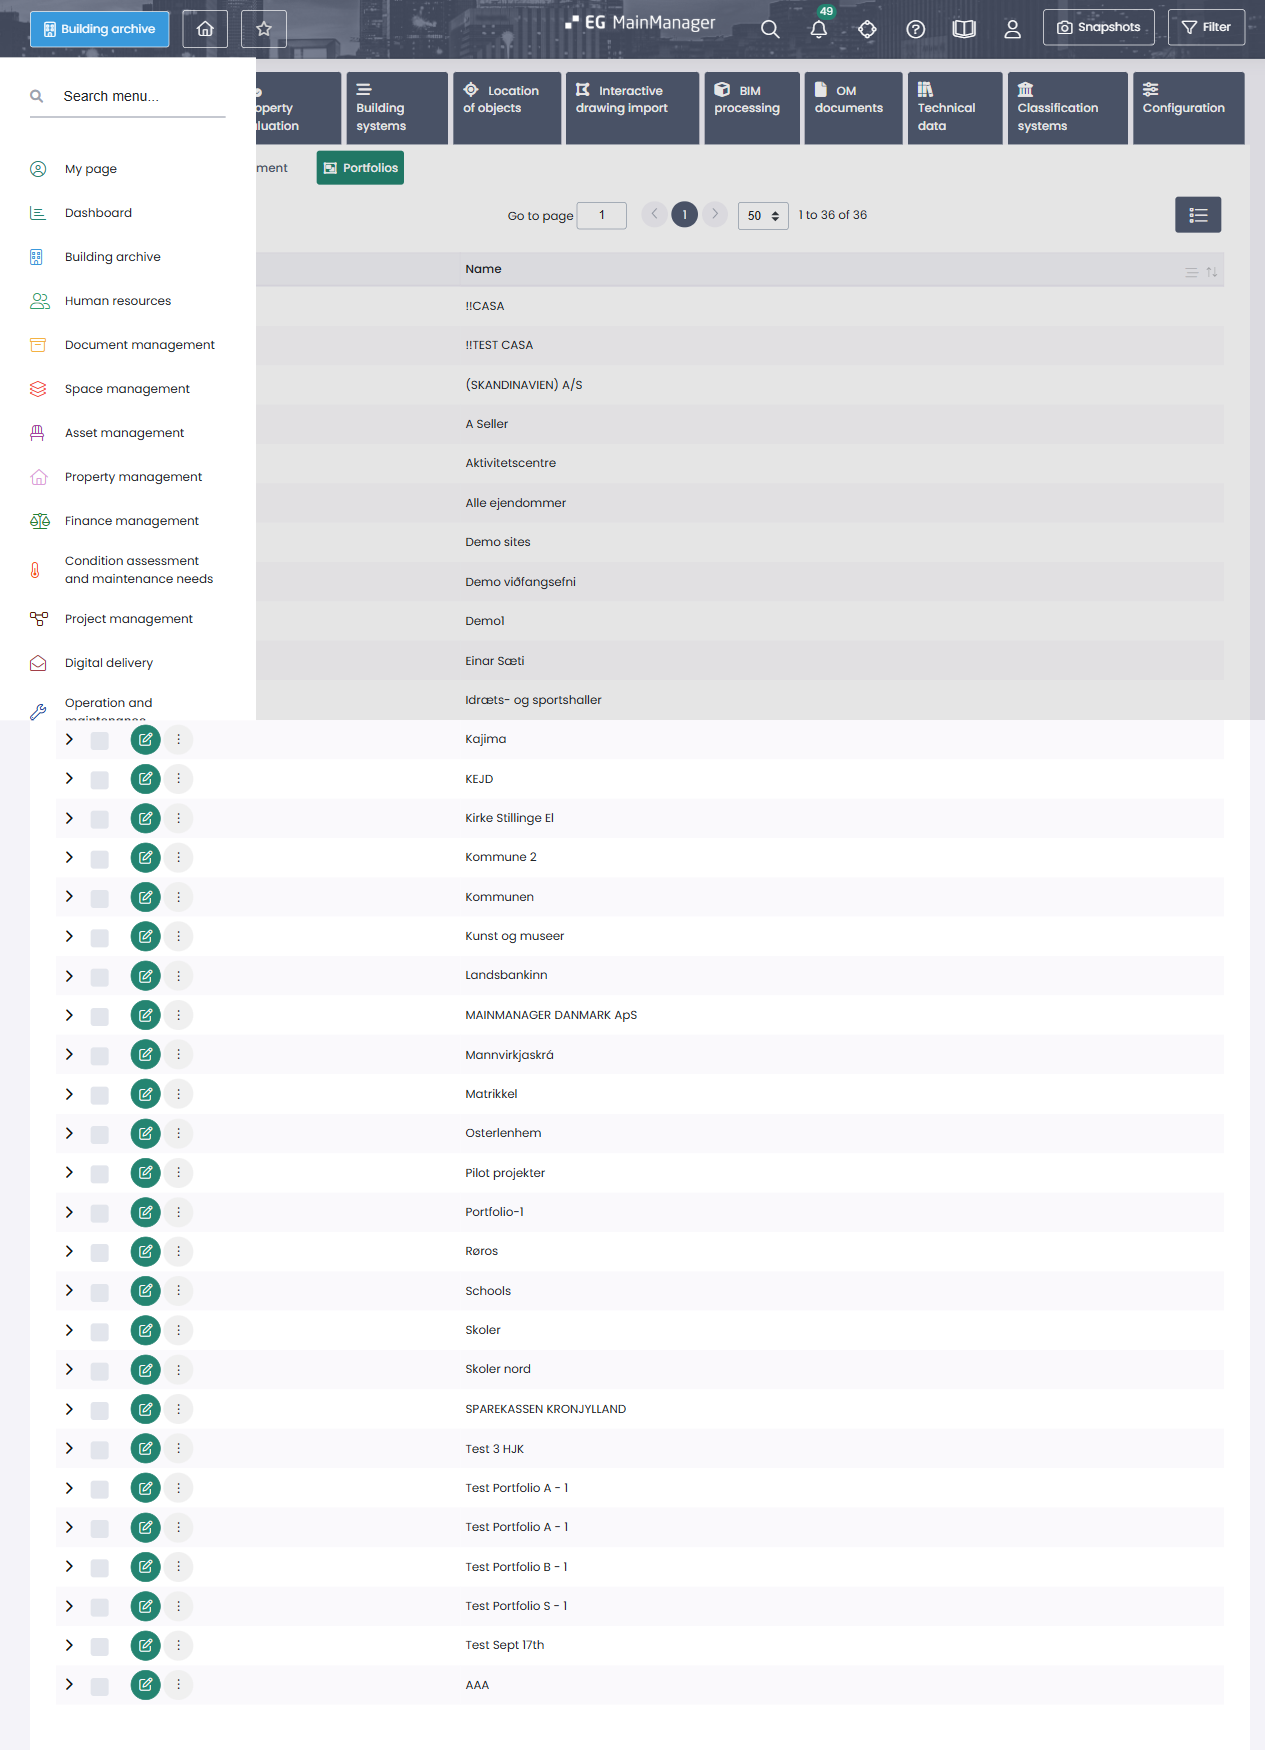 Building archive
EG MainManager
49
Snapshots
Filter
Search menu...
My page
Dashboard
Building archive
Human resources
Document management
Space management
Asset management
Property management
Finance management
Condition assessment
and maintenance needs
Project management
Digital delivery
Operation and
maintenance
Building
systems
Location
of objects
Interactive
drawing import
BIM
processing
OM
documents
Technical
data
Classification
systems
Configuration
Portfolios
Go to page 1
1
50
1 to 36 of 36
Name
!!CASA
!!TEST CASA
(SKANDINAVIEN) A/S
A Seller
Aktivitetscentre
Alle ejendommer
Demo sites
Demo viðfangsefni
Demo1
Einar Sæti
Idræts- og sportshaller
Kajima
KEJD
Kirke Stillinge El
Kommune 2
Kommunen
Kunst og museer
Landsbankinn
MAINMANAGER DANMARK ApS
Mannvirkjaskrá
Matrikkel
Osterlenhem
Pilot projekter
Portfolio-1
Røros
Schools
Skoler
Skoler nord
SPAREKASSEN KRONJYLLAND
Test 3 HJK
Test Portfolio A - 1
Test Portfolio A - 1
Test Portfolio B - 1
Test Portfolio S - 1
Test Sept 17th
AAA